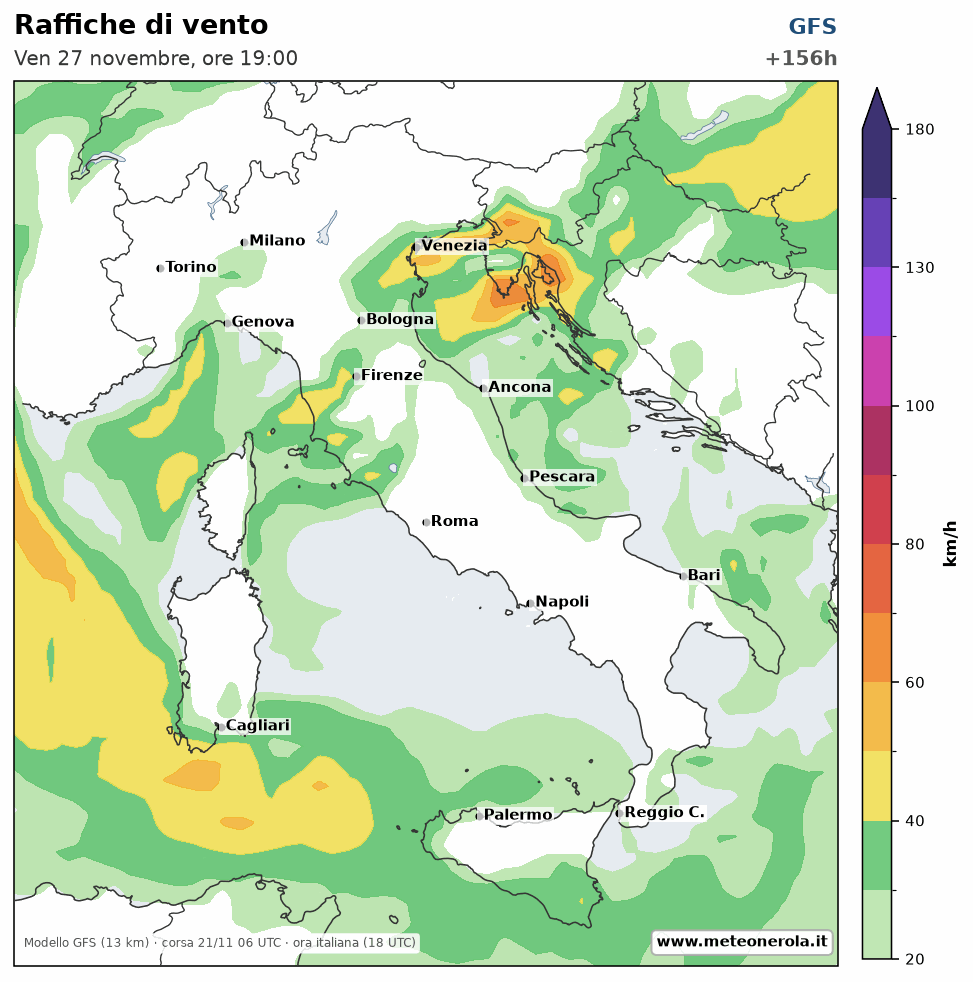 Raffiche di vento
GFS
Ven 27 novembre, ore 19:00
+156h
180
Milano
Venezia
Torino
130
Genova
Bologna
Firenze
Ancona
100
Pescara
Roma
80
km/h
Bari
Napoli
60
Cagliari
Palermo
Reggio C.
40
Modello GFS (13 km) · corsa 21/11 06 UTC · ora italiana (18 UTC)
www.meteonerola.it
20